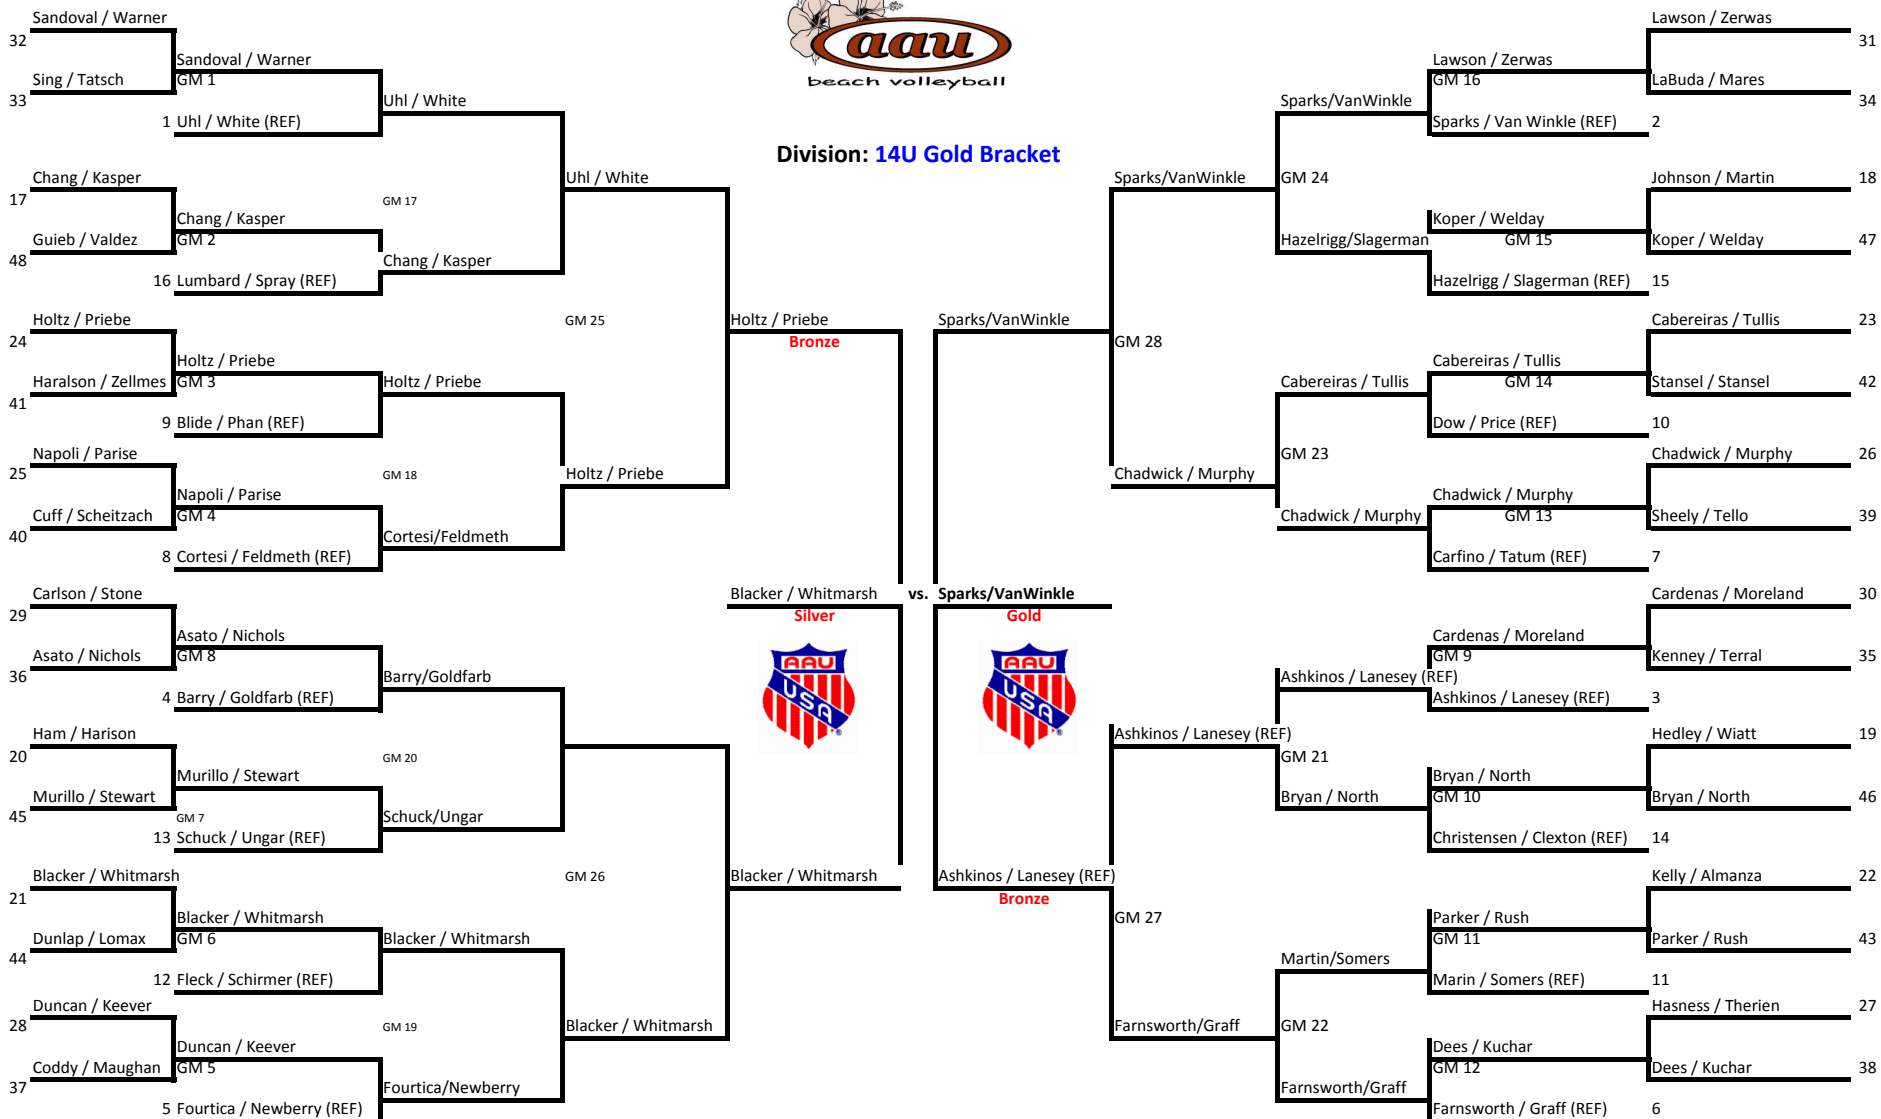 Sandoval / Warner
32
Sandoval / Warner
Sing / Tatsch
GM 1
33
Uhl / White
1 Uhl / White (REF)
Chang / Kasper
Uhl / White
17
GM 17
Chang / Kasper
Guieb / Valdez
GM 2
48
Chang / Kasper
16 Lumbard / Spray (REF)
Holtz / Priebe
GM 25
Holtz / Priebe
24
Bronze
Holtz / Priebe
Haralson / Zellmes
GM 3
Holtz / Priebe
41
9 Blide / Phan (REF)
Napoli / Parise
25
GM 18
Holtz / Priebe
Napoli / Parise
Cuff / Scheitzach
GM 4
40
Cortesi/Feldmeth
8 Cortesi / Feldmeth (REF)
Carlson / Stone
29
Asato / Nichols
Asato / Nichols
GM 8
36
Barry/Goldfarb
4 Barry / Goldfarb (REF)
Ham / Harison
20
GM 20
Murillo / Stewart
Murillo / Stewart
45
GM 7
Schuck/Ungar
13 Schuck / Ungar (REF)
Blacker / Whitmarsh
GM 26
Blacker / Whitmarsh
21
Blacker / Whitmarsh
Dunlap / Lomax
GM 6
Blacker / Whitmarsh
44
12 Fleck / Schirmer (REF)
Duncan / Keever
28
GM 19
Blacker / Whitmarsh
Duncan / Keever
Coddy / Maughan
GM 5
37
Fourtica/Newberry
5 Fourtica / Newberry (REF)
aau
beach volleyball
Division: 14U Gold Bracket
Blacker / Whitmarsh vs. Sparks/VanWinkle
Silver
Gold
AAU
USA
®
AAU
USA
®
Lawson / Zerwas
31
Lawson / Zerwas
GM 16
LaBuda / Mares
34
Sparks/VanWinkle
Sparks / Van Winkle (REF) 2
Sparks/VanWinkle
GM 24
Johnson / Martin 18
Koper / Welday
Hazelrigg/Slagerman
GM 15
Koper / Welday 47
Hazelrigg / Slagerman (REF) 15
Sparks/VanWinkle
GM 28
Cabereiras / Tullis 23
Cabereiras / Tullis
Cabereiras / Tullis
GM 14
Stansel / Stansel 42
Dow / Price (REF) 10
GM 23
Chadwick / Murphy 26
Chadwick / Murphy
Chadwick / Murphy
Chadwick / Murphy
GM 13
Sheely / Tello 39
Carfino / Tatum (REF) 7
Cardenas / Moreland 30
Cardenas / Moreland
GM 9
Kenney / Terral 35
Ashkinos / Lanesey (REF)
Ashkinos / Lanesey (REF) 3
Ashkinos / Lanesey (REF)
GM 21
Hedley / Wiatt 19
Bryan / North
Bryan / North
GM 10
Bryan / North 46
Christensen / Clexton (REF) 14
Ashkinos / Lanesey (REF)
Bronze
GM 27
Kelly / Almanza 22
Parker / Rush
GM 11
Parker / Rush 43
Martin/Somers
Marin / Somers (REF) 11
Hasness / Therien 27
Farnsworth/Graff
GM 22
Dees / Kuchar
GM 12
Dees / Kuchar 38
Farnsworth/Graff
Farnsworth / Graff (REF) 6